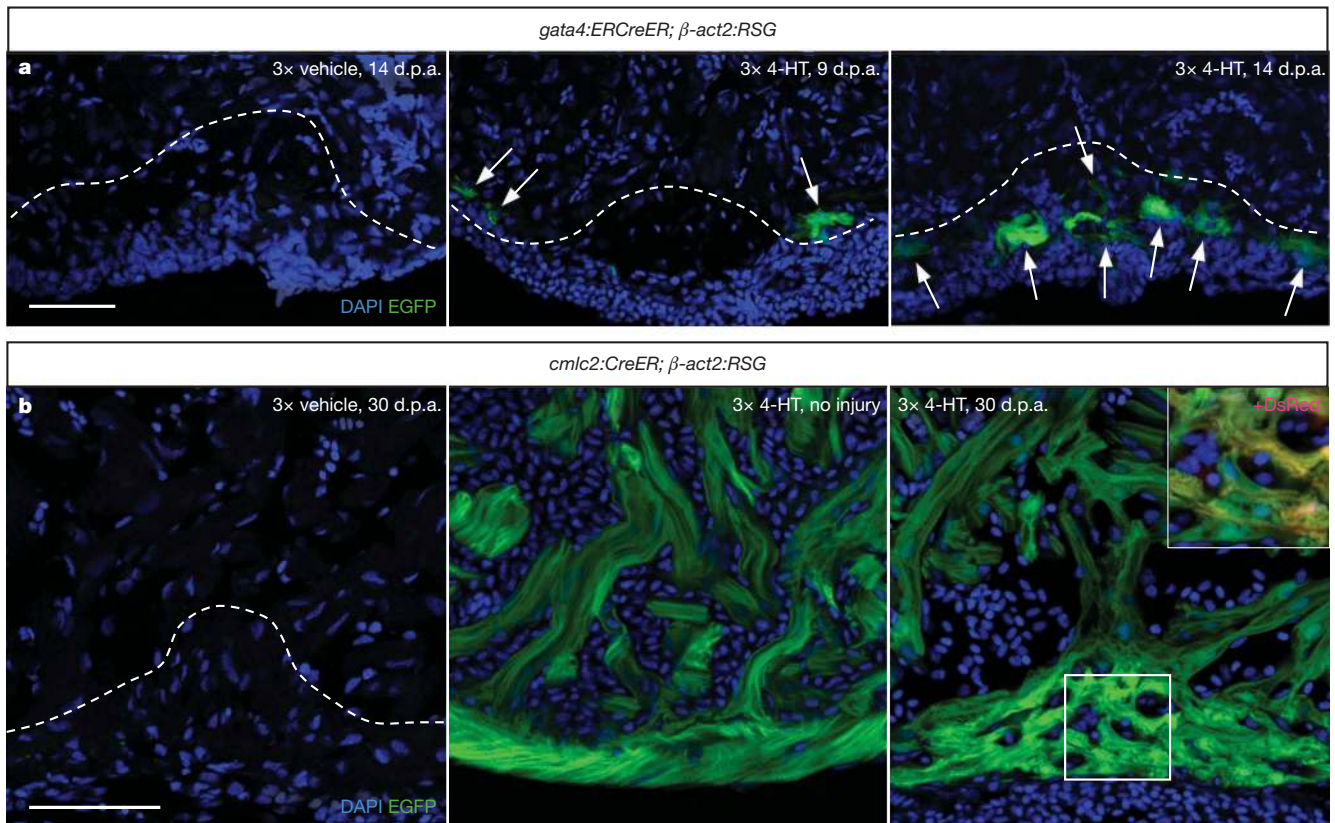 gata4:ERCreER; β-act2:RSG
a
3× vehicle, 14 d.p.a.
3× 4-HT, 9 d.p.a.
3× 4-HT, 14 d.p.a.
DAPI EGFP
cmlc2:CreER; β-act2:RSG
b
3× vehicle, 30 d.p.a.
3× 4-HT, no injury
3× 4-HT, 30 d.p.a.
+DsRed
DAPI EGFP